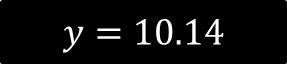 y = 10.14